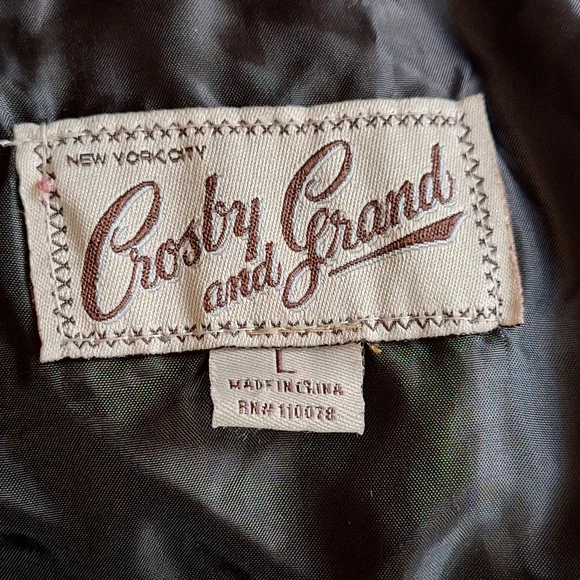 NEW YORK CITY
Crosby
and Grand
L
MADE IN CHINA
RN# 110078